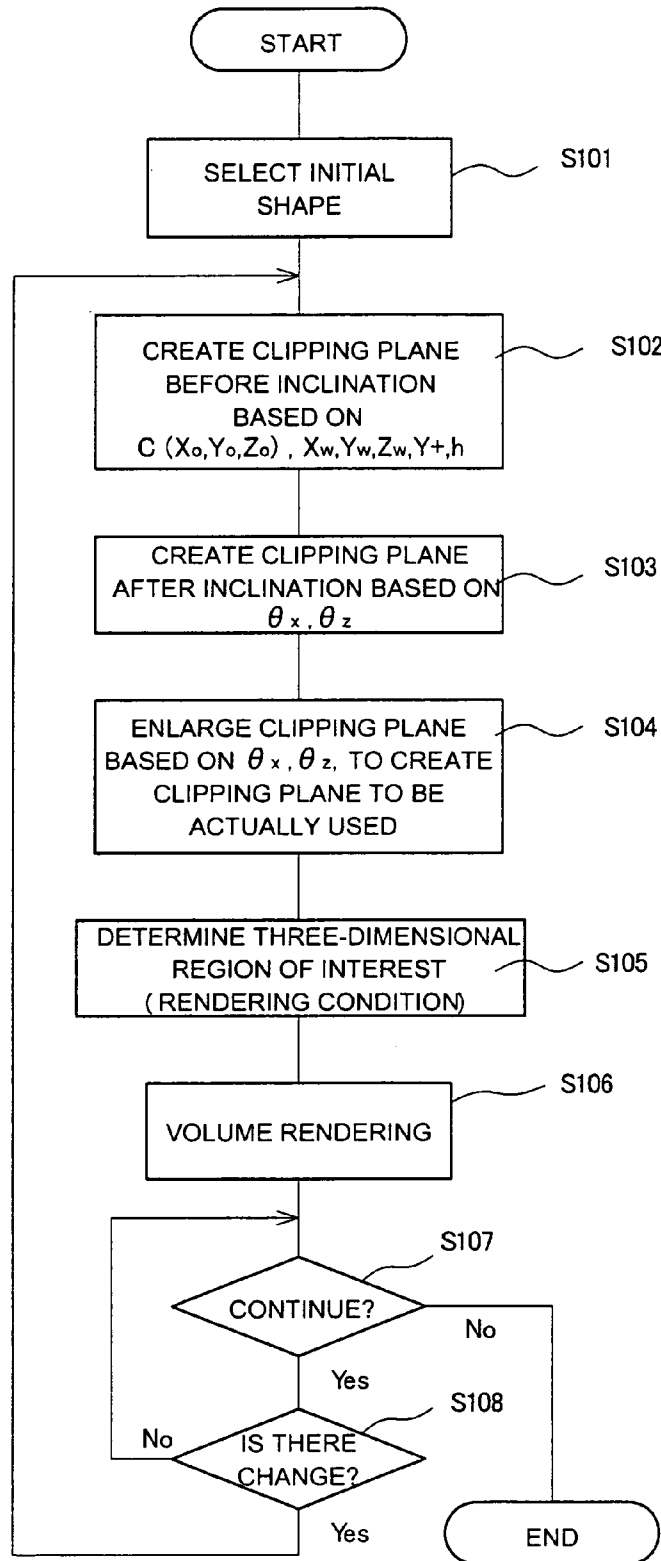 START
S101
SELECT INITIAL
SHAPE
S102
CREATE CLIPPING PLANE
BEFORE INCLINATION
BASED ON
C (Xo,Yo,Zo) , Xw,Yw,Zw,Y+,h
S103
CREATE CLIPPING PLANE
AFTER INCLINATION BASED ON
θx, θz
S104
ENLARGE CLIPPING PLANE
BASED ON θx, θz, TO CREATE
CLIPPING PLANE TO BE
ACTUALLY USED
S105
DETERMINE THREE-DIMENSIONAL
REGION OF INTEREST
(RENDERING CONDITION)
S106
VOLUME RENDERING
S107
CONTINUE?
No
Yes
S108
No
IS THERE
CHANGE?
Yes
END